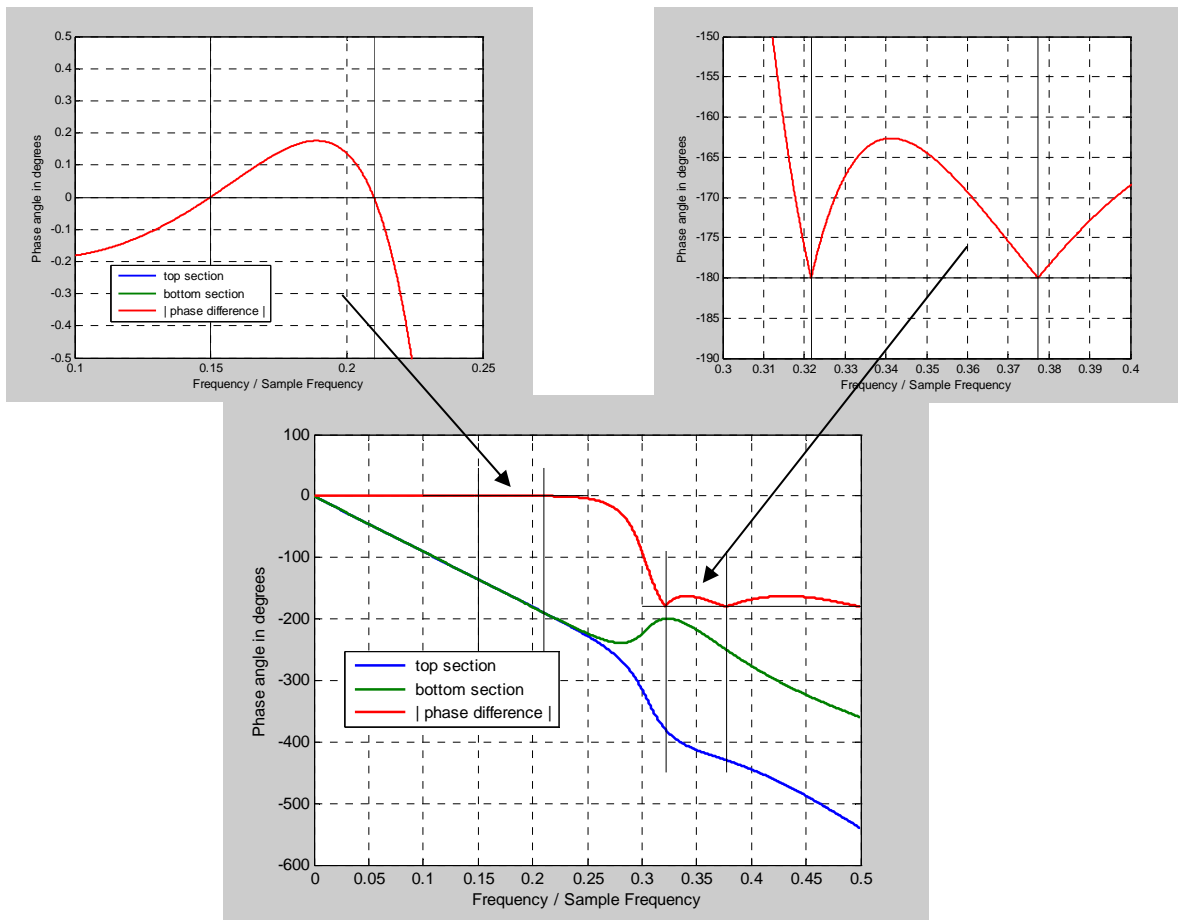 0.5
0.4
0.3
0.2
0.1
0
-0.1
-0.2
-0.3
-0.4
-0.5
Phase angle in degrees
top section
bottom section
| phase difference |
0.1 0.15 0.2 0.25
Frequency / Sample Frequency
-150
-155
-160
-165
-170
-175
-180
-185
-190
Phase angle in degrees
0.3 0.31 0.32 0.33 0.34 0.35 0.36 0.37 0.38 0.39 0.4
Frequency / Sample Frequency
100
0
-100
-200
-300
-400
-500
-600
Phase angle in degrees
top section
bottom section
| phase difference |
0 0.05 0.1 0.15 0.2 0.25 0.3 0.35 0.4 0.45 0.5
Frequency / Sample Frequency